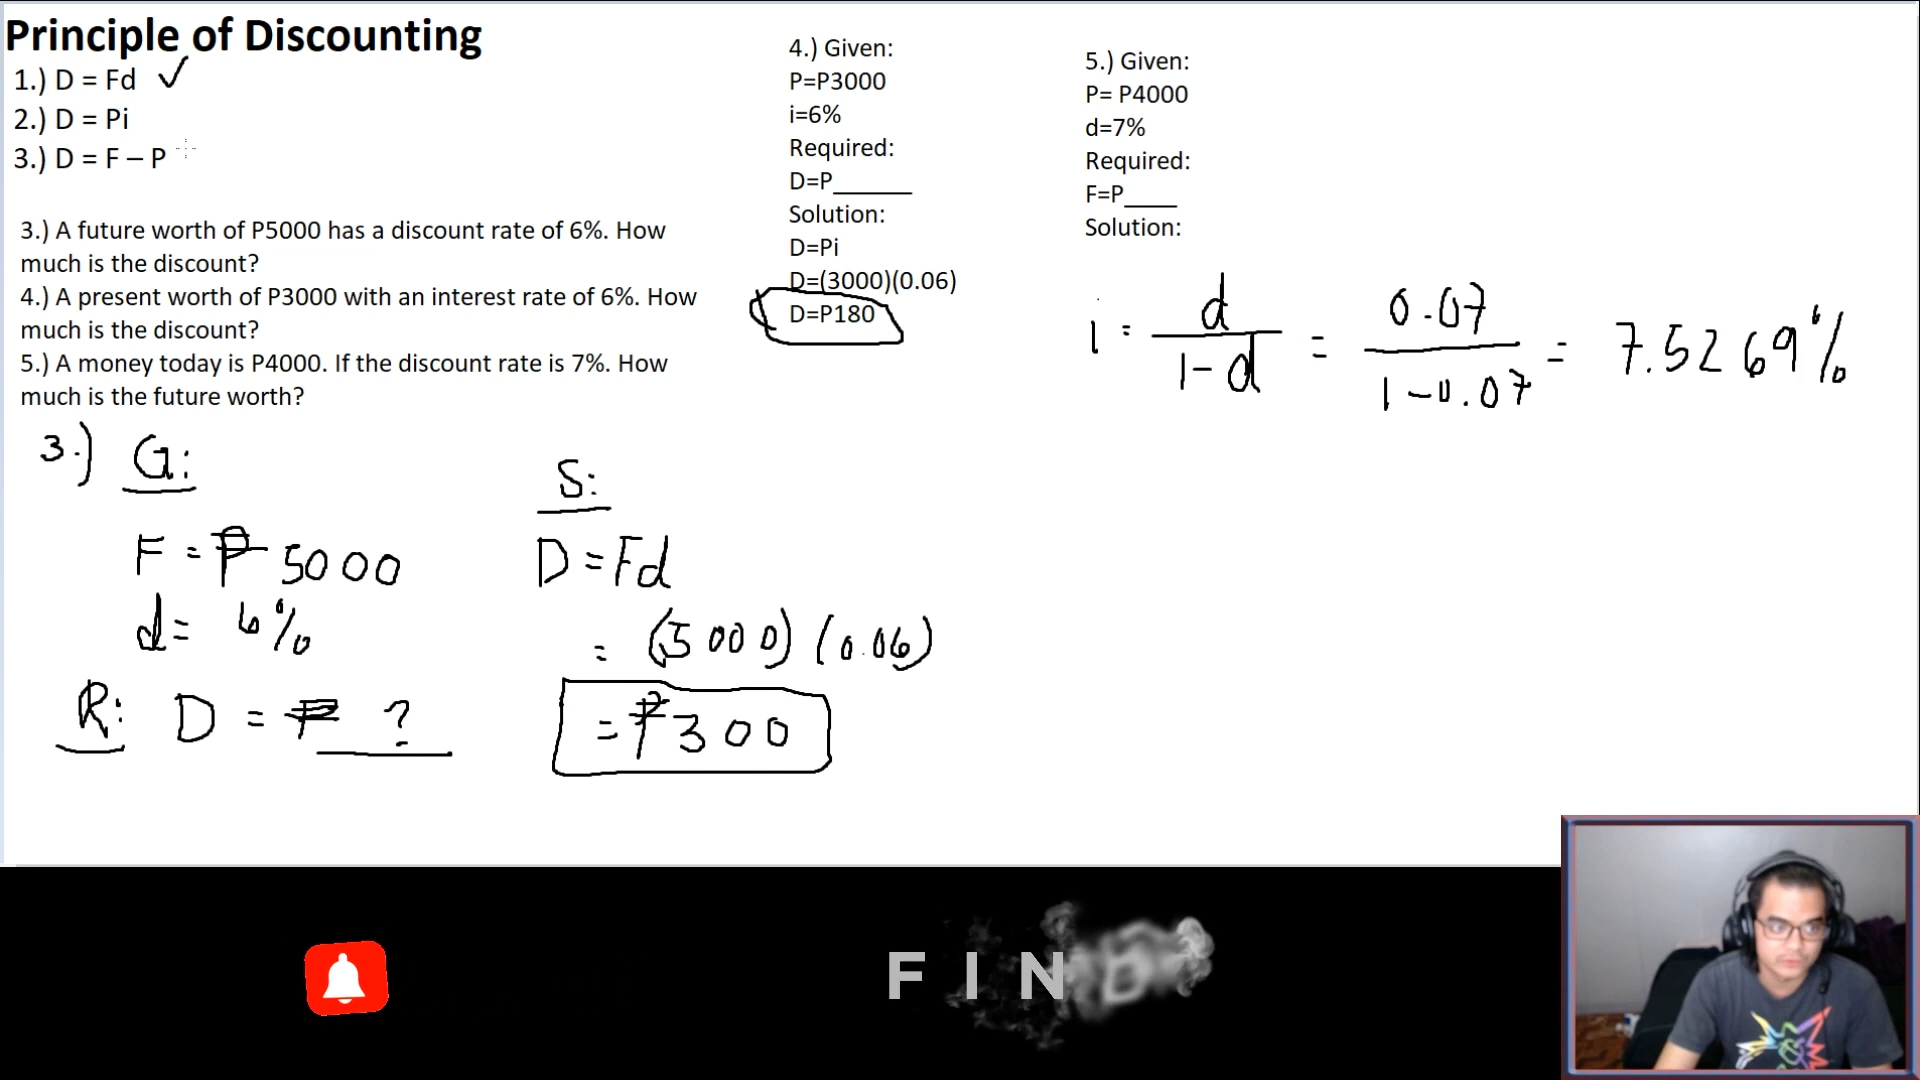 Principle of Discounting
1.) D = Fd ✓
2.) D = Pi
3.) D = F – P
3.) A future worth of P5000 has a discount rate of 6%. How
much is the discount?
4.) A present worth of P3000 with an interest rate of 6%. How
much is the discount?
5.) A money today is P4000. If the discount rate is 7%. How
much is the future worth?
4.) Given:
P=P3000
i=6%
Required:
D=P______
Solution:
D=Pi
D=(3000)(0.06)
D=P180
5.) Given:
P= P4000
d=7%
Required:
F=P____
Solution:
i = d / 1-d = 0.07 / 1-0.07 = 7.5269%
3.) G:
F = ₱ 5000
d = 6%
R: D = ₱ ?
S:
D = Fd
= (5000) (0.06)
= ₱300
FIND